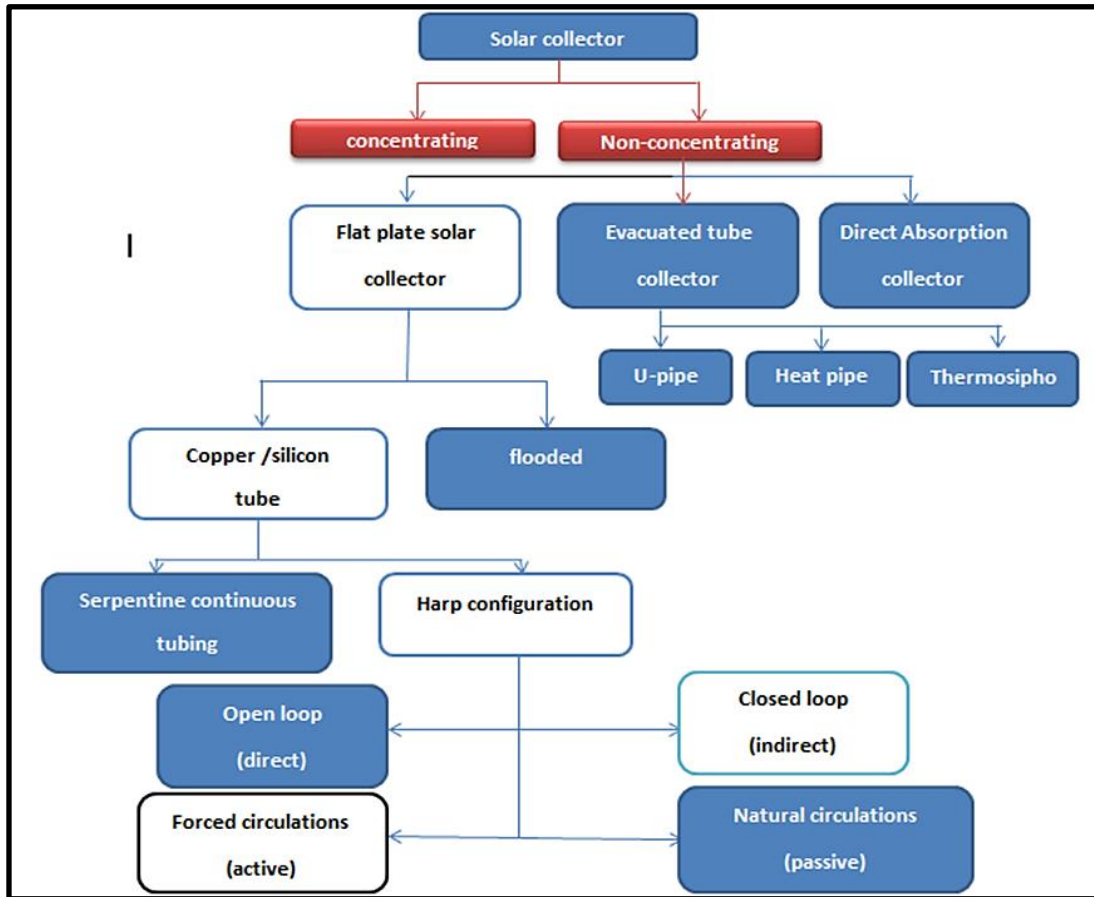 Solar collector
concentrating
Non-concentrating
Flat plate solar
collector
Evacuated tube
collector
Direct Absorption
collector
U-pipe
Heat pipe
Thermosipho
Copper /silicon
tube
flooded
Serpentine continuous
tubing
Harp configuration
Open loop
(direct)
Closed loop
(indirect)
Forced circulations
(active)
Natural circulations
(passive)